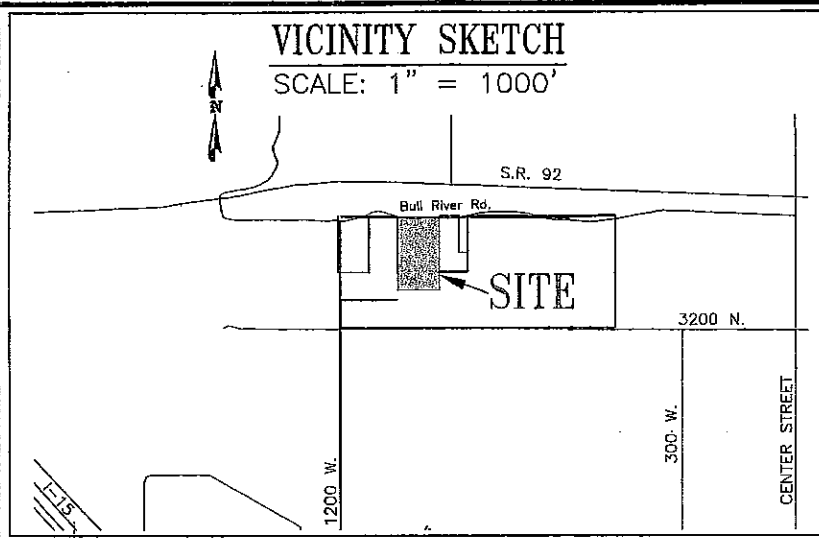 VICINITY SKETCH
SCALE: 1" = 1000'
N
S.R. 92
Bull River Rd.
SITE
3200 N.
I-15
1200 W.
300 W.
CENTER STREET